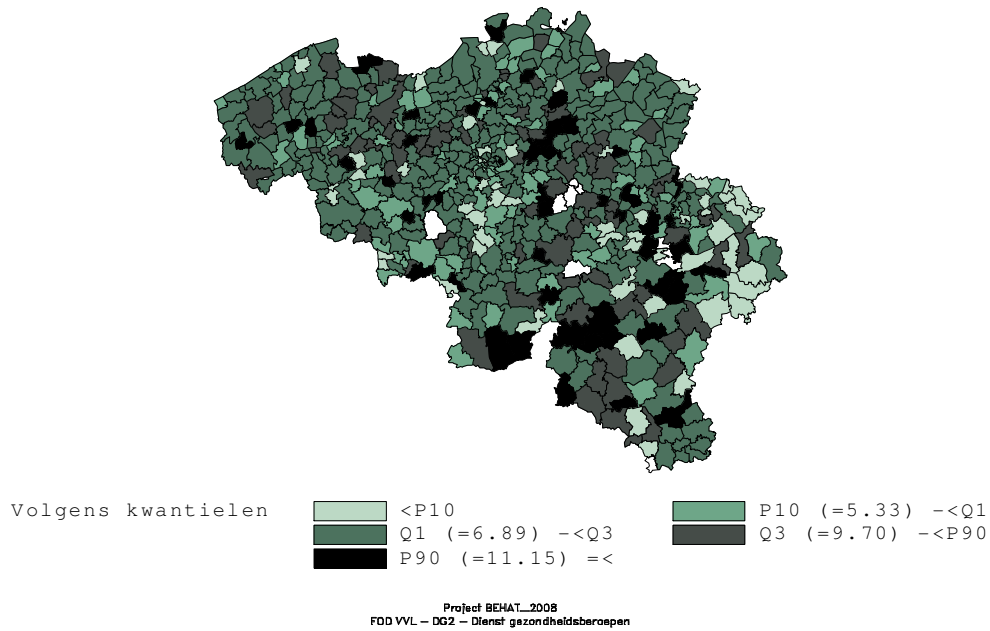 Volgens kwantielen <P10 P10 (=5.33) -<Q1
Q1 (=6.89) -<Q3 Q3 (=9.70) -<P90
P90 (=11.15) =<
Project BEHAT_2008
FOD VVL - DG2 - Dienst gezondheidsberoepen